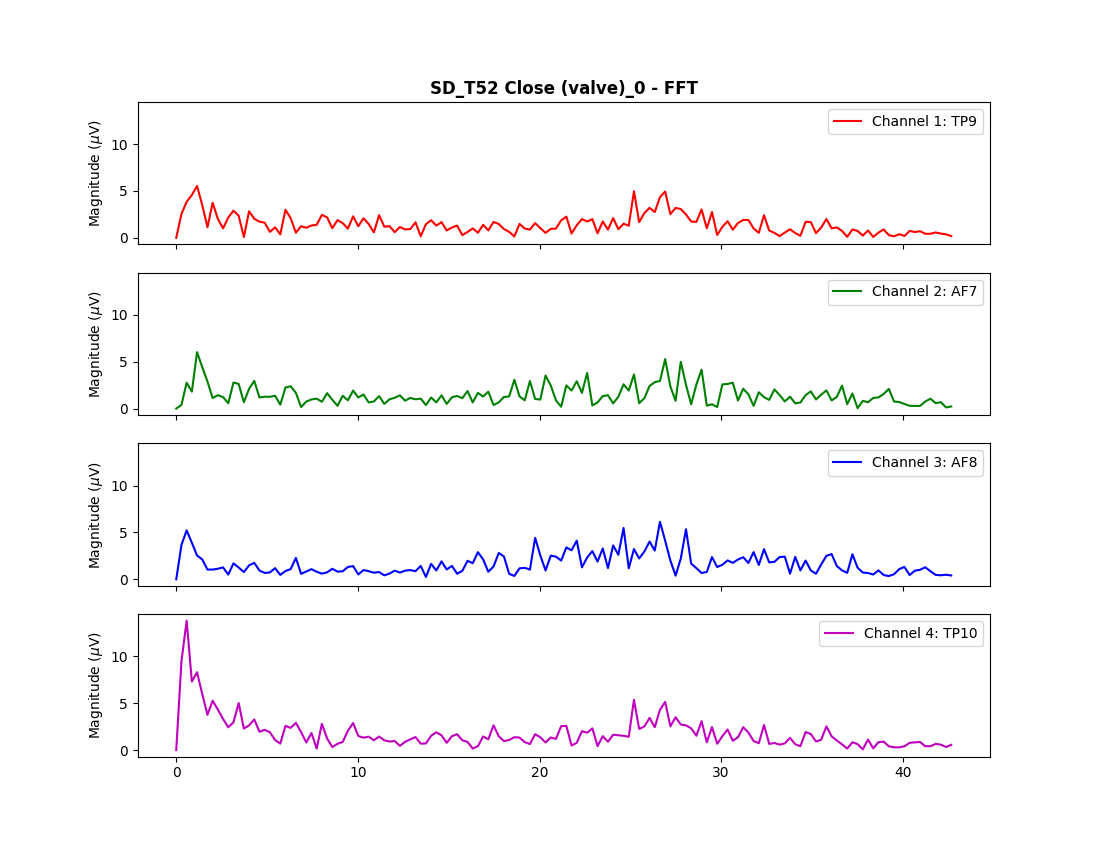 SD_T52 Close (valve)_0 - FFT
Channel 1: TP9
Magnitude (μV)
10
5
0
Channel 2: AF7
Magnitude (μV)
10
5
0
Channel 3: AF8
Magnitude (μV)
10
5
0
Channel 4: TP10
Magnitude (μV)
10
5
0
0 10 20 30 40